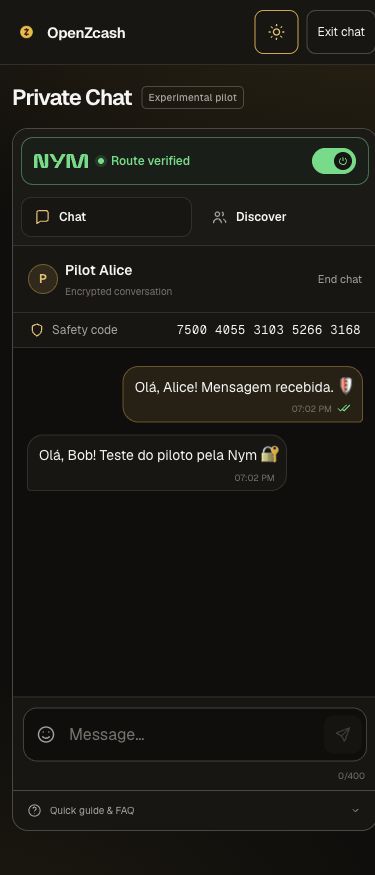 OpenZcash
Exit chat
Private Chat
Experimental pilot
NYM
Route verified
Chat
Discover
P
Pilot Alice
Encrypted conversation
End chat
Safety code
7500 4055 3103 5266 3168
Olá, Alice! Mensagem recebida.
07:02 PM
Olá, Bob! Teste do piloto pela Nym
07:02 PM
Message...
0/400
Quick guide & FAQ